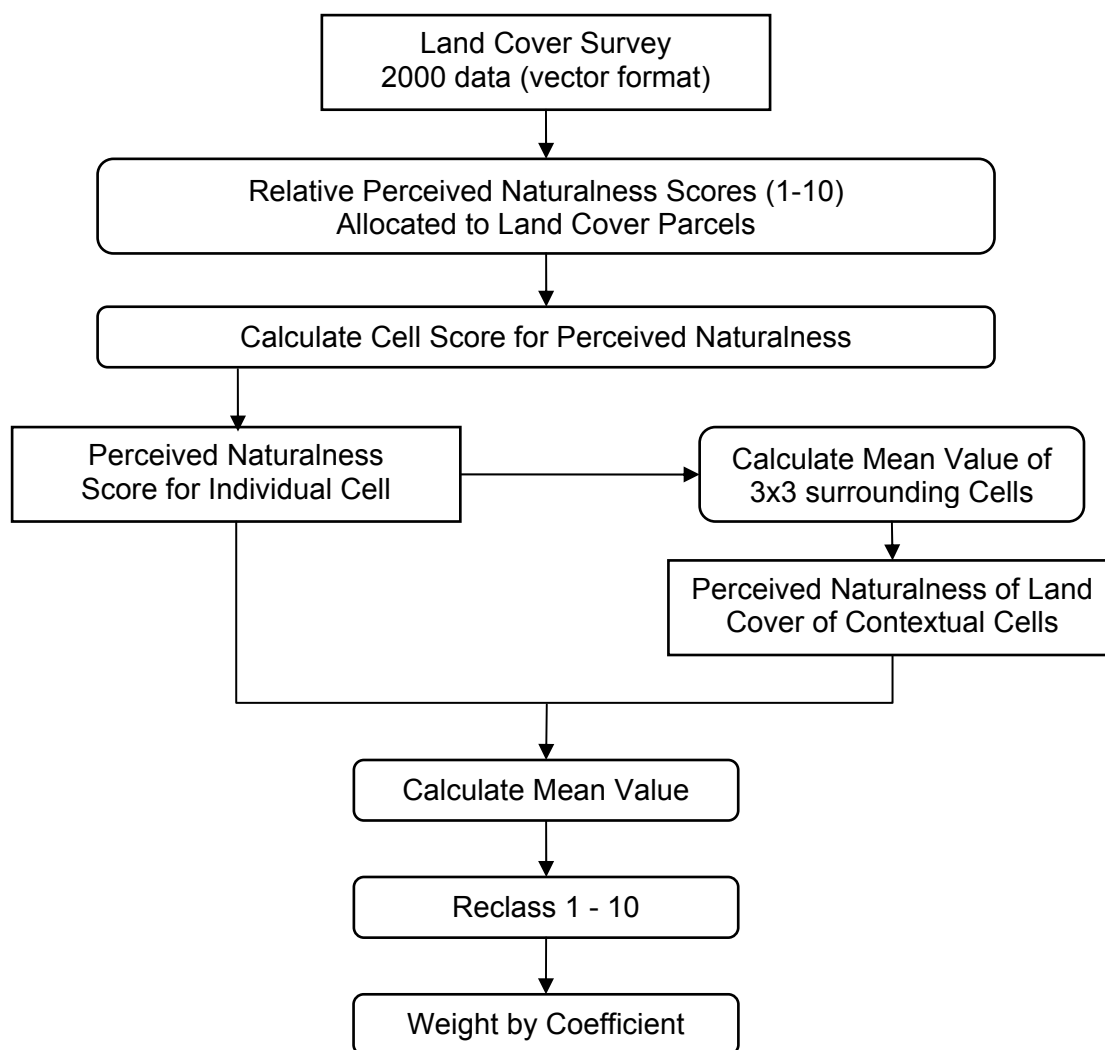 Land Cover Survey
2000 data (vector format)
Relative Perceived Naturalness Scores (1-10)
Allocated to Land Cover Parcels
Calculate Cell Score for Perceived Naturalness
Perceived Naturalness
Score for Individual Cell
Calculate Mean Value of
3x3 surrounding Cells
Perceived Naturalness of Land
Cover of Contextual Cells
Calculate Mean Value
Reclass 1 - 10
Weight by Coefficient